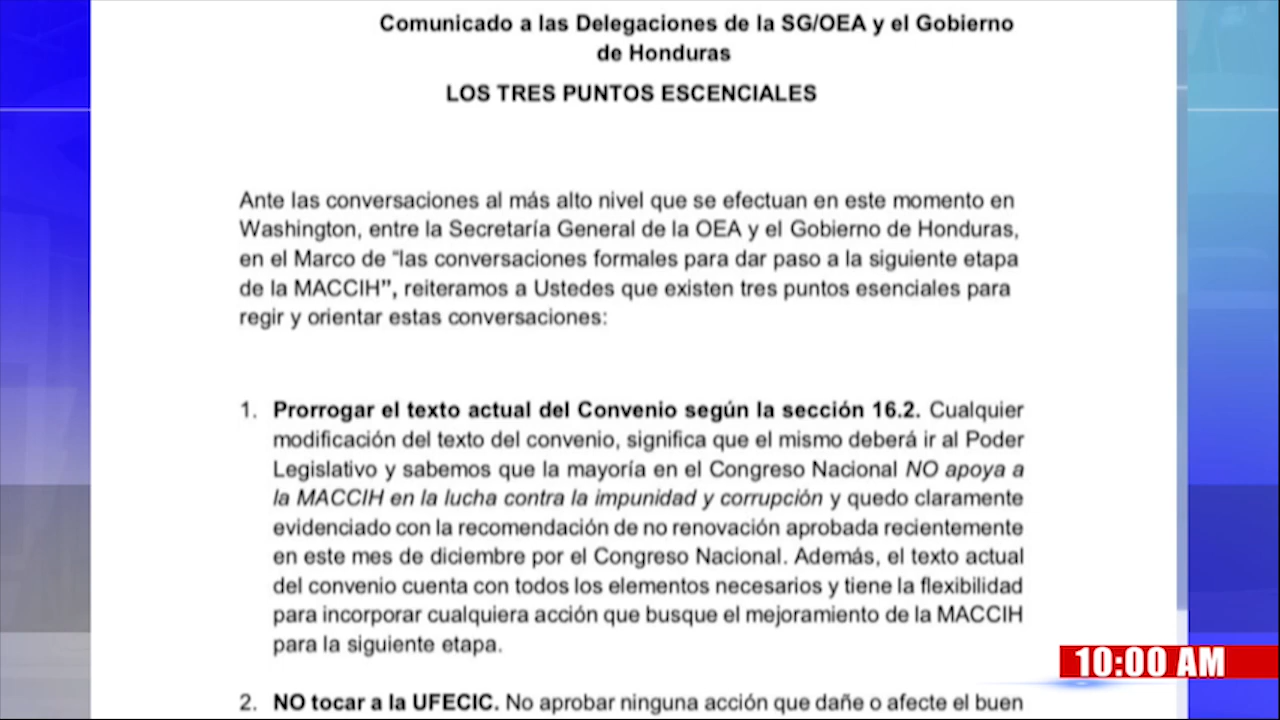 Comunicado a las Delegaciones de la SG/OEA y el Gobierno
de Honduras
LOS TRES PUNTOS ESCENCIALES
Ante las conversaciones al más alto nivel que se efectuan en este momento en
Washington, entre la Secretaría General de la OEA y el Gobierno de Honduras,
en el Marco de “las conversaciones formales para dar paso a la siguiente etapa
de la MACCIH”, reiteramos a Ustedes que existen tres puntos esenciales para
regir y orientar estas conversaciones:
1. Prorrogar el texto actual del Convenio según la sección 16.2. Cualquier
modificación del texto del convenio, significa que el mismo deberá ir al Poder
Legislativo y sabemos que la mayoría en el Congreso Nacional NO apoya a
la MACCIH en la lucha contra la impunidad y corrupción y quedo claramente
evidenciado con la recomendación de no renovación aprobada recientemente
en este mes de diciembre por el Congreso Nacional. Además, el texto actual
del convenio cuenta con todos los elementos necesarios y tiene la flexibilidad
para incorporar cualquiera acción que busque el mejoramiento de la MACCIH
para la siguiente etapa.
2. NO tocar a la UFECIC. No aprobar ninguna acción que dañe o afecte el buen
10:00 AM